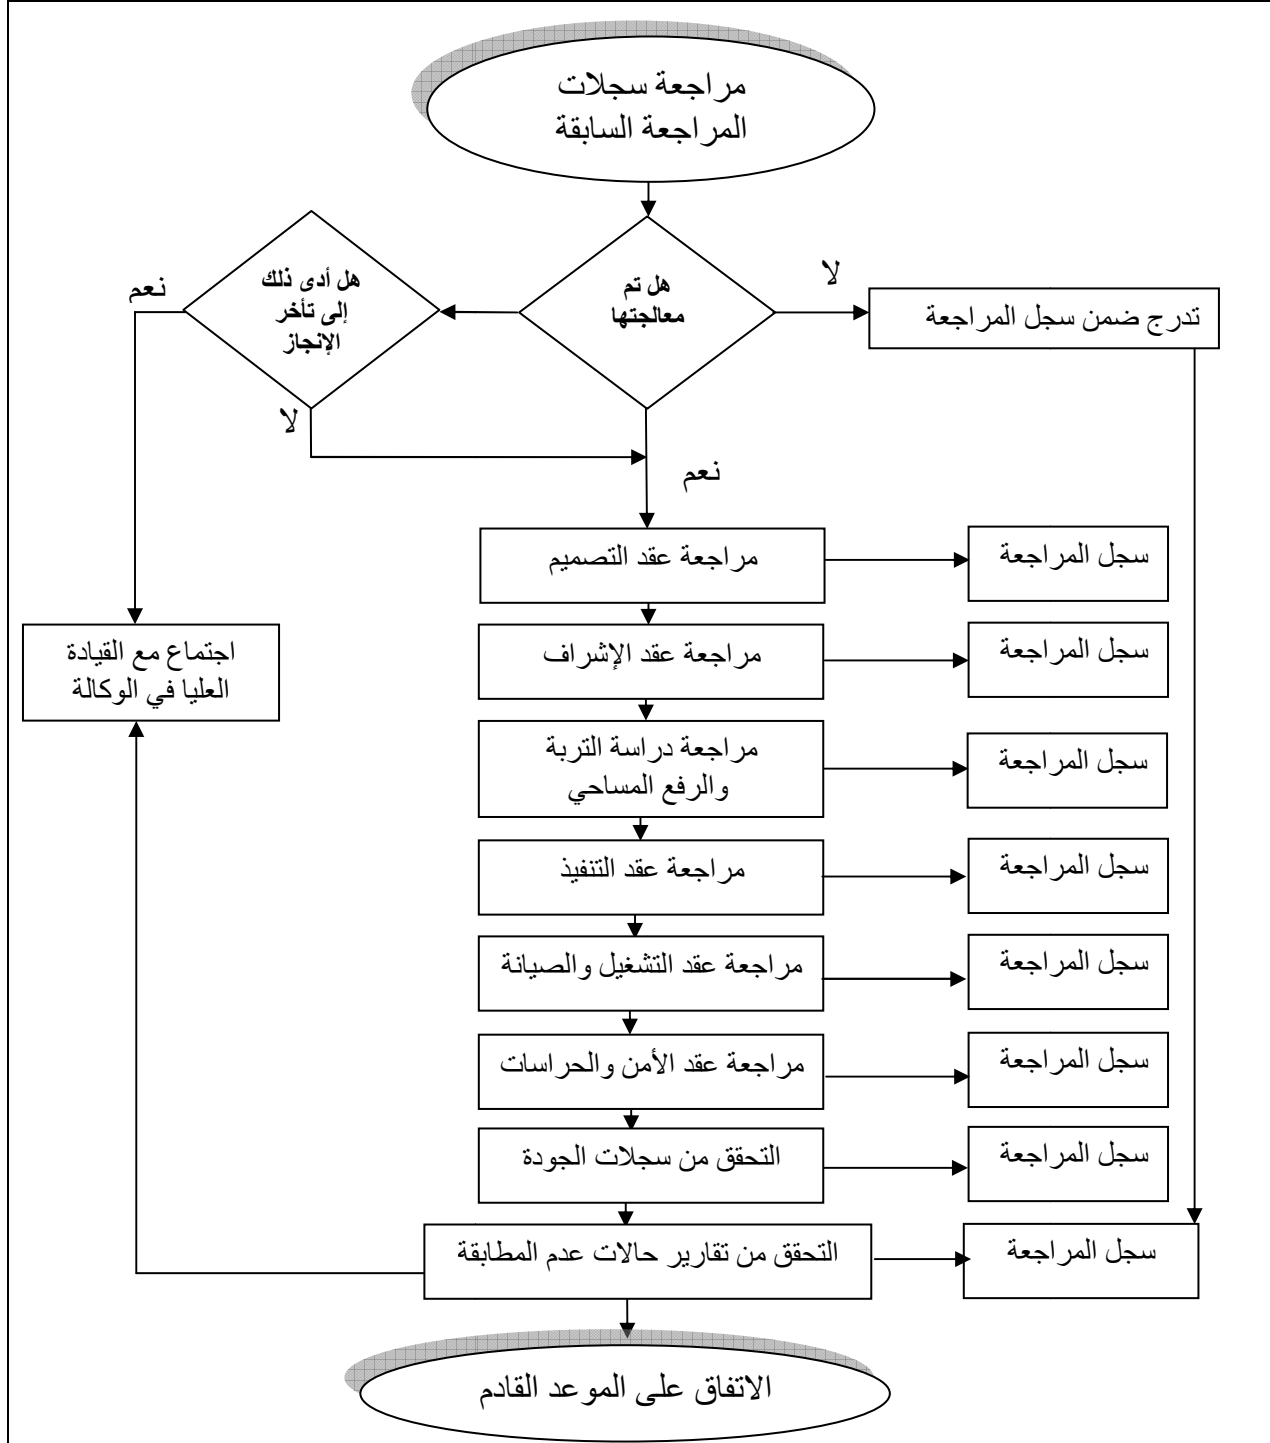 مراجعة سجلات
المراجعة السابقة
هل تم
معالجتها
لا
تدرج ضمن سجل المراجعة
هل أدى ذلك
إلى تأخر
الإنجاز
نعم
لا
نعم
مراجعة عقد التصميم
سجل المراجعة
اجتماع مع القيادة
العليا في الوكالة
مراجعة عقد الإشراف
سجل المراجعة
مراجعة دراسة التربة
والرفع المساحي
سجل المراجعة
مراجعة عقد التنفيذ
سجل المراجعة
مراجعة عقد التشغيل والصيانة
سجل المراجعة
مراجعة عقد الأمن والحراسات
سجل المراجعة
التحقق من سجلات الجودة
سجل المراجعة
التحقق من تقارير حالات عدم المطابقة
سجل المراجعة
الاتفاق على الموعد القادم